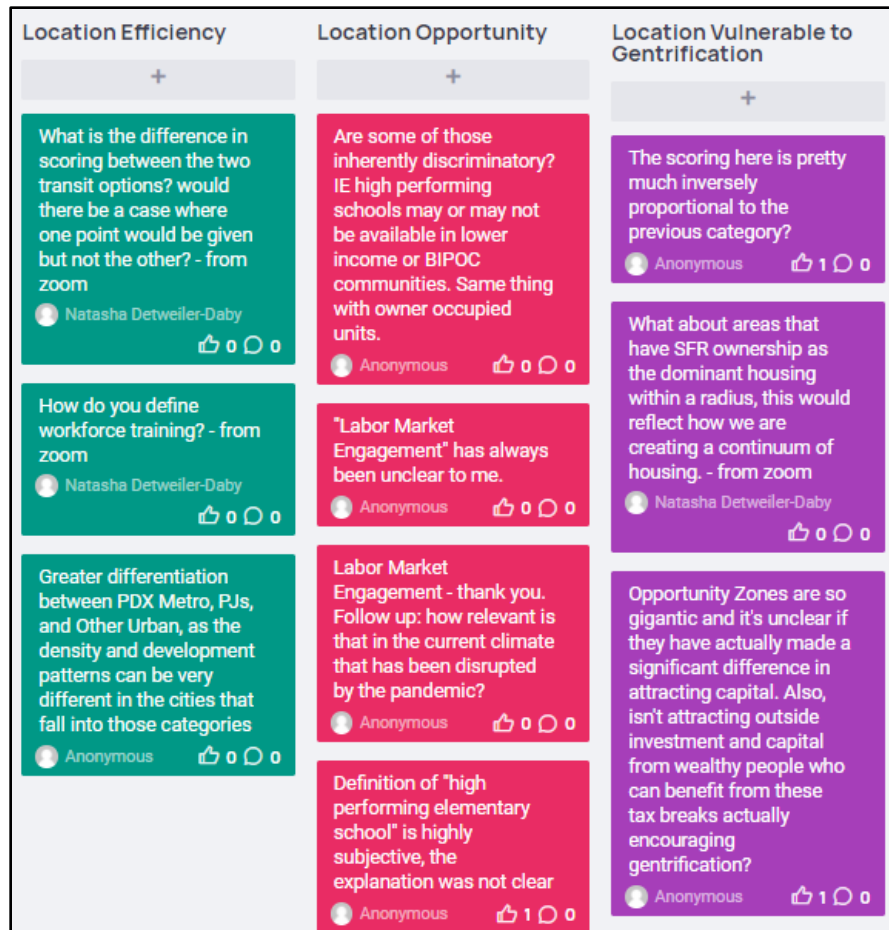 Location Efficiency
+
What is the difference in
scoring between the two
transit options? would
there be a case where
one point would be given
but not the other? - from
zoom
Natasha Detweiler-Daby
0 0
How do you define
workforce training? - from
zoom
Natasha Detweiler-Daby
0 0
Greater differentiation
between PDX Metro, PJs,
and Other Urban, as the
density and development
patterns can be very
different in the cities that
fall into those categories
Anonymous 0 0
Location Opportunity
+
Are some of those
inherently discriminatory?
IE high performing
schools may or may not
be available in lower
income or BIPOC
communities. Same thing
with owner occupied
units.
Anonymous 0 0
"Labor Market
Engagement" has always
been unclear to me.
Anonymous 0 0
Labor Market
Engagement - thank you.
Follow up: how relevant is
that in the current climate
that has been disrupted
by the pandemic?
Anonymous 0 0
Definition of "high
performing elementary
school" is highly
subjective, the
explanation was not clear
Anonymous 1 0
Location Vulnerable to
Gentrification
+
The scoring here is pretty
much inversely
proportional to the
previous category?
Anonymous 1 0
What about areas that
have SFR ownership as
the dominant housing
within a radius, this would
reflect how we are
creating a continuum of
housing. - from zoom
Natasha Detweiler-Daby
0 0
Opportunity Zones are so
gigantic and it's unclear if
they have actually made a
significant difference in
attracting capital. Also,
isn't attracting outside
investment and capital
from wealthy people who
can benefit from these
tax breaks actually
encouraging
gentrification?
Anonymous 1 0